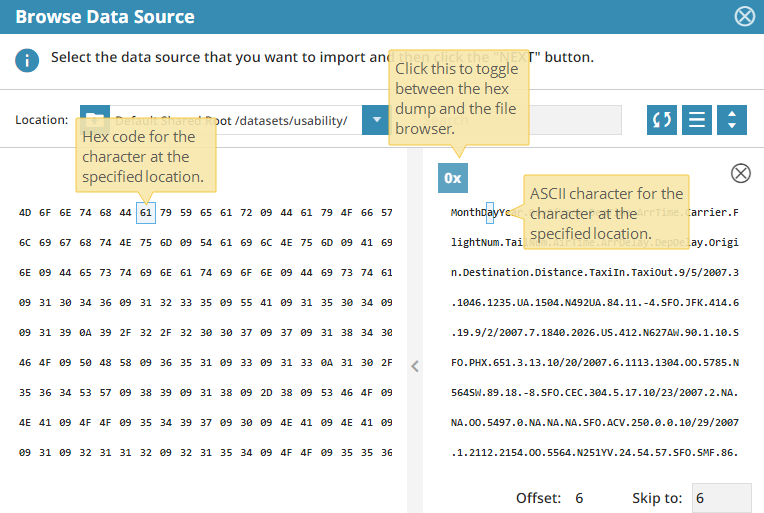 Browse Data Source
Select the data source that you want to import and then click the "NEXT" button.
Click this to toggle
between the hex
dump and the file
browser.
Location:
Default Shared Root /datasets/usability/
Hex code for the
character at the
specified location.
0x
ASCII character for the
character at the
specified location.
4D 6F 6E 74 68 44 61 79 59 65 61 72 09 44 61 79 4F 66 57
MonthDayYear
ArrTime.Carrier.F
6C 69 67 68 74 4E 75 6D 09 54 61 69 6C 4E 75 6D 09 41 69
lightNum.TailNum.AirTime.ArrDelay.DepDelay.Origi
6E 09 44 65 73 74 69 6E 61 74 69 6F 6E 09 44 69 73 74 61
n.Destination.Distance.TaxiIn.TaxiOut.9/5/2007.3
09 31 30 34 36 09 31 32 33 35 09 55 41 09 31 35 30 34 09
.1046.1235.UA.1504.N492UA.84.11.-4.SFO.JFK.414.6
09 31 39 0A 39 2F 32 2F 32 30 30 37 09 37 09 31 38 34 30
.19.9/2/2007.7.1840.2026.US.412.N627AW.90.1.10.S
46 4F 09 50 48 58 09 36 35 31 09 33 09 31 33 0A 31 30 2F
FO.PHX.651.3.13.10/20/2007.6.1113.1304.OO.5785.N
35 36 34 53 57 09 38 39 09 31 38 09 2D 38 09 53 46 4F 09
564SW.89.18.-8.SFO.CEC.304.5.17.10/23/2007.2.NA.
4E 41 09 4F 4F 09 35 34 39 37 09 30 09 4E 41 09 4E 41 09
NA.OO.5497.0.NA.NA.NA.SFO.ACV.250.0.0.10/29/2007
09 31 09 32 31 31 32 09 32 31 35 34 09 4F 4F 09 35 35 36
.1.2112.2154.OO.5564.N251YV.24.54.57.SFO.SMF.86.
Offset: 6 Skip to: 6